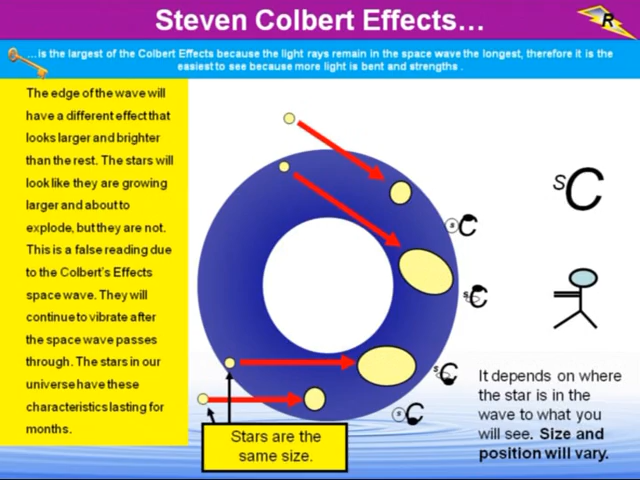 Steven Colbert Effects…
R
…is the largest of the Colbert Effects because the light rays remain in the space wave the longest, therefore it is the
easiest to see because more light is bent and strengths .
The edge of the wave will
have a different effect that
looks larger and brighter
than the rest. The stars will
look like they are growing
larger and about to
explode, but they are not.
This is a false reading due
to the Colbert's Effects
space wave. They will
continue to vibrate after
the space wave passes
through. The stars in our
universe have these
characteristics lasting for
months.
SC
SC
SC
SC
SC
Stars are the
same size.
It depends on where
the star is in the
wave to what you
will see. Size and
position will vary.